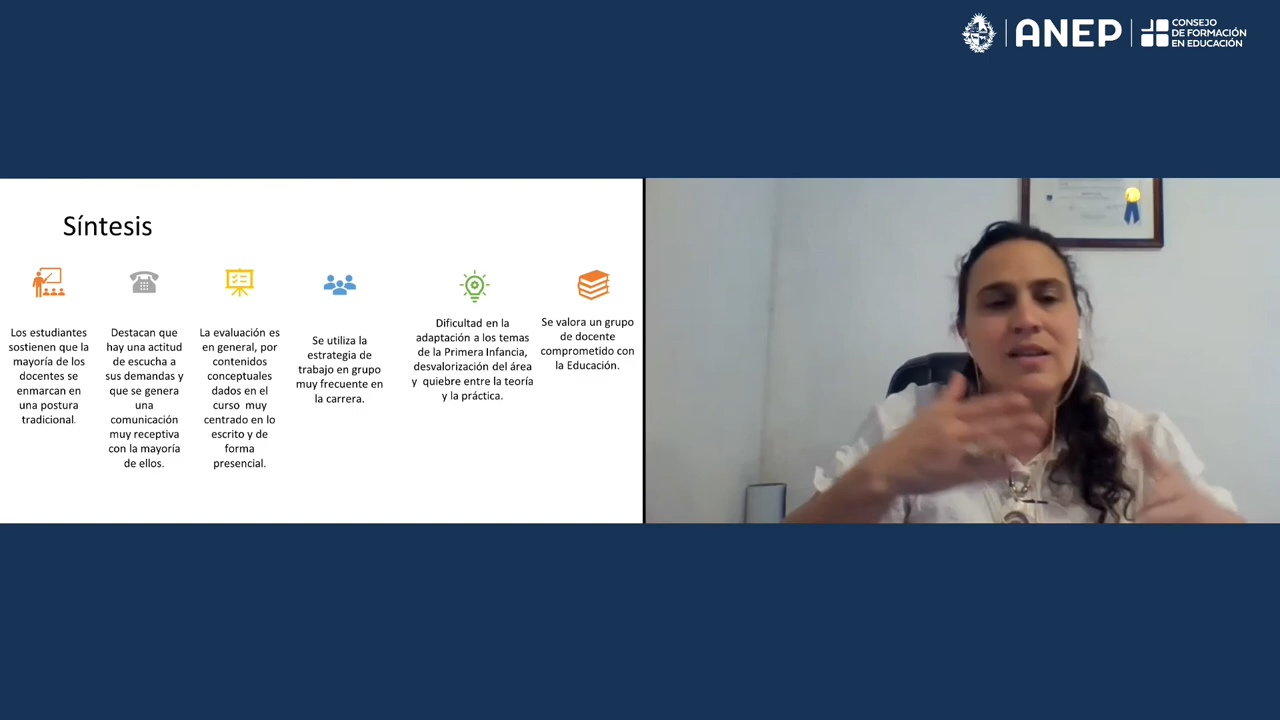 ANEP
CONSEJO
DE FORMACIÓN
EN EDUCACIÓN
Síntesis
Los estudiantes
sostienen que la
mayoría de los
docentes se
enmarcan en
una postura
tradicional.
Destacan que
hay una actitud
de escucha a
sus demandas y
que se genera
una
comunicación
muy receptiva
con la mayoría
de ellos.
La evaluación es
en general, por
contenidos
conceptuales
dados en el
curso muy
centrado en lo
escrito y de
forma
presencial.
Se utiliza la
estrategia de
trabajo en grupo
muy frecuente en
la carrera.
Dificultad en la
adaptación a los temas
de la Primera Infancia,
desvalorización del área
y quiebre entre la teoría
y la práctica.
Se valora un grupo
de docente
comprometido con
la Educación.